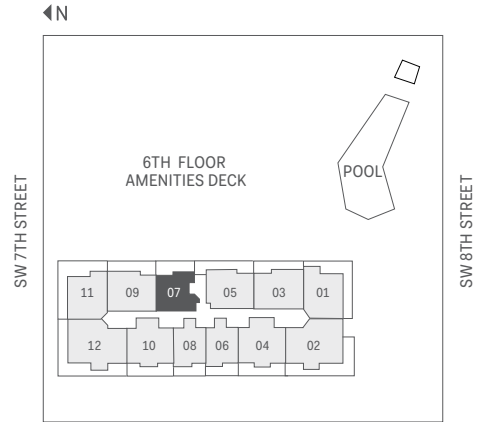 N
6TH FLOOR
AMENITIES DECK
POOL
SW 7TH STREET
SW 8TH STREET
11
09
07
05
03
01
12
10
08
06
04
02